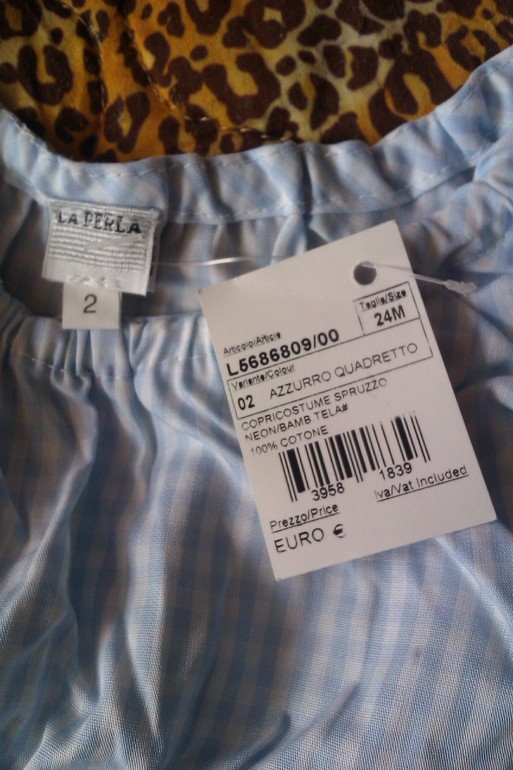 LA PERLA
2
Taglia/Size
24M
Articolo/Article
L5686809/00
Variante/Colour
02 AZZURRO QUADRETTO
COPRICOSTUME SPRUZZO
NEON/BAMB TELA#
100% COTONE
3958 1839
Iva/Vat Included
Prezzo/Price
EURO €